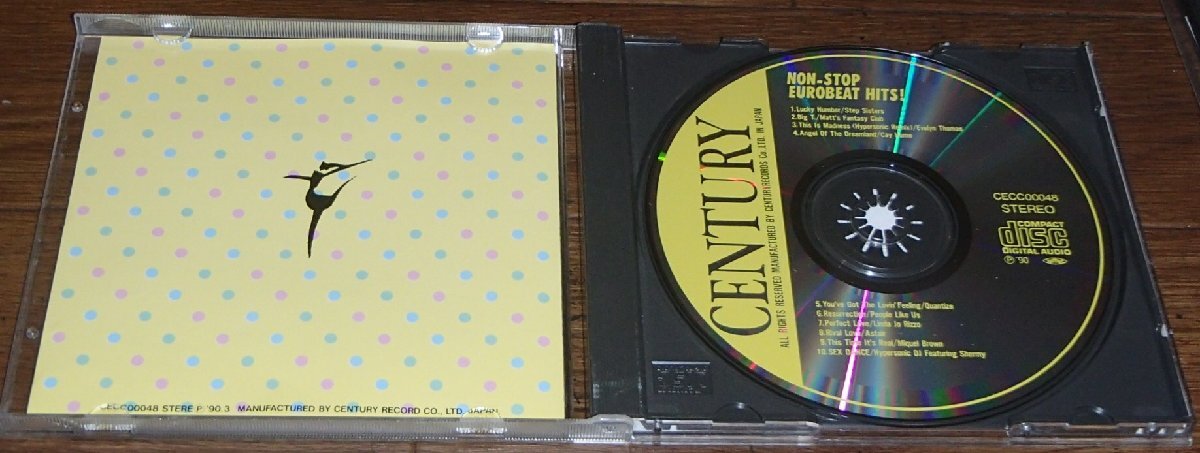 CECC00048 STEREO P '90.3 MANUFACTURED BY CENTURY RECORD CO., LTD. JAPAN
CENTURY
ALL RIGHTS RESERVED MANUFACTURED BY CENTURY RECORDS Co., LTD. IN JAPAN
NON-STOP
EUROBEAT HITS!
1.Lucky Number/Step Sisters
2.Big T./Matt's Fantasy Club
3.This Is Madness (Hypersonic Remix)/Evelyn Thomas
4.Angel Of The Dreamland/Cay
CECC00048
STEREO
COMPACT
disc
DIGITAL AUDIO
Ⓟ '90
5.You've Got The Lovin' Feeling/Quantize
6.Resurrection/People Like Us
7.Perfect Love/Linda Jo Rizzo
8.Rival Love/Astair
9.This Time It's Real/Miquel Brown
10.SEX DANCE/Hypersonic DJ Featuring Shermy